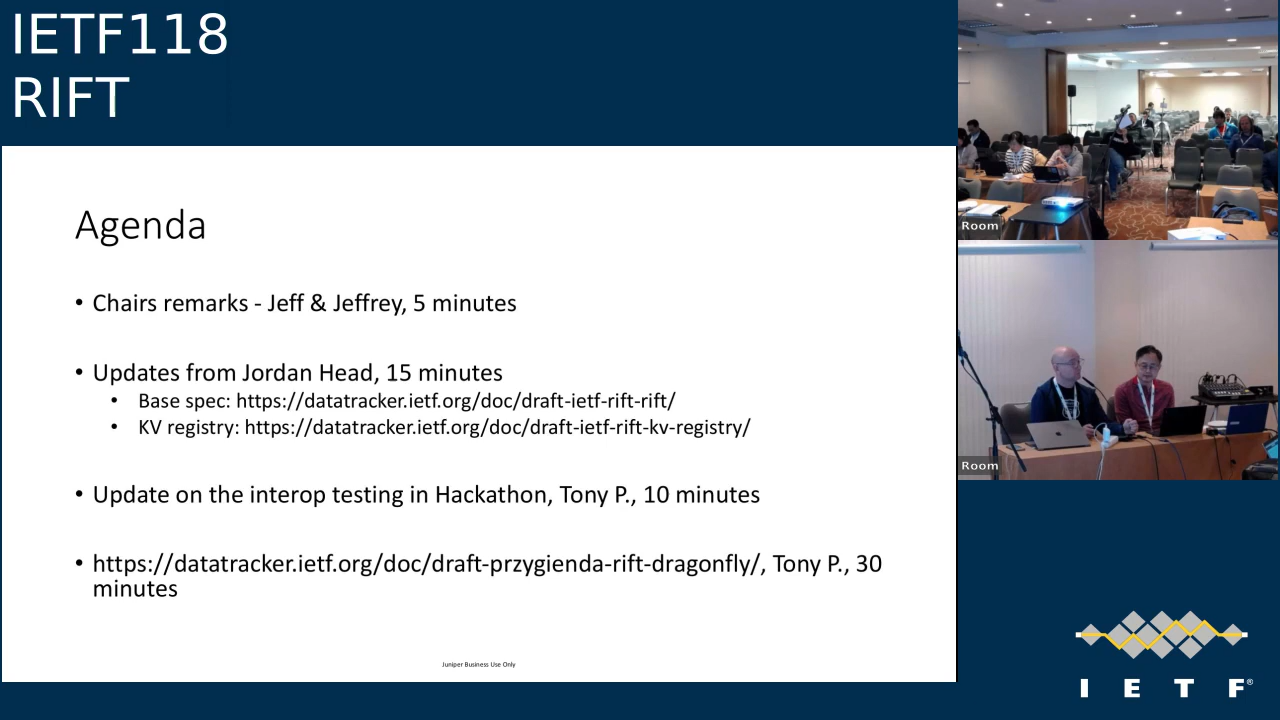 IETF118
RIFT
Agenda
• Chairs remarks - Jeff & Jeffrey, 5 minutes
• Updates from Jordan Head, 15 minutes
• Base spec: https://datatracker.ietf.org/doc/draft-ietf-rift-rift/
• KV registry: https://datatracker.ietf.org/doc/draft-ietf-rift-kv-registry/
• Update on the interop testing in Hackathon, Tony P., 10 minutes
• https://datatracker.ietf.org/doc/draft-przygienda-rift-dragonfly/, Tony P., 30
minutes
Juniper Business Use Only
Room
Room
I E T F®